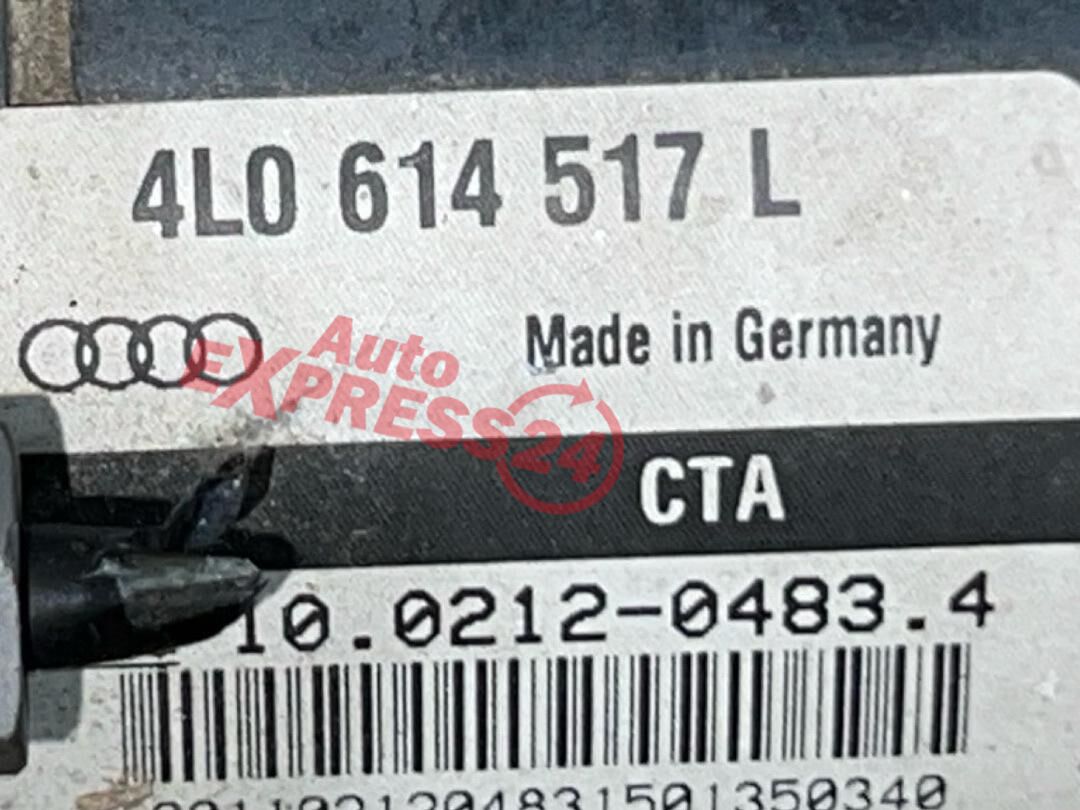 4L0 614 517 L
Made in Germany
Auto
EXPRESS24
CTA
10.0212-0483.4